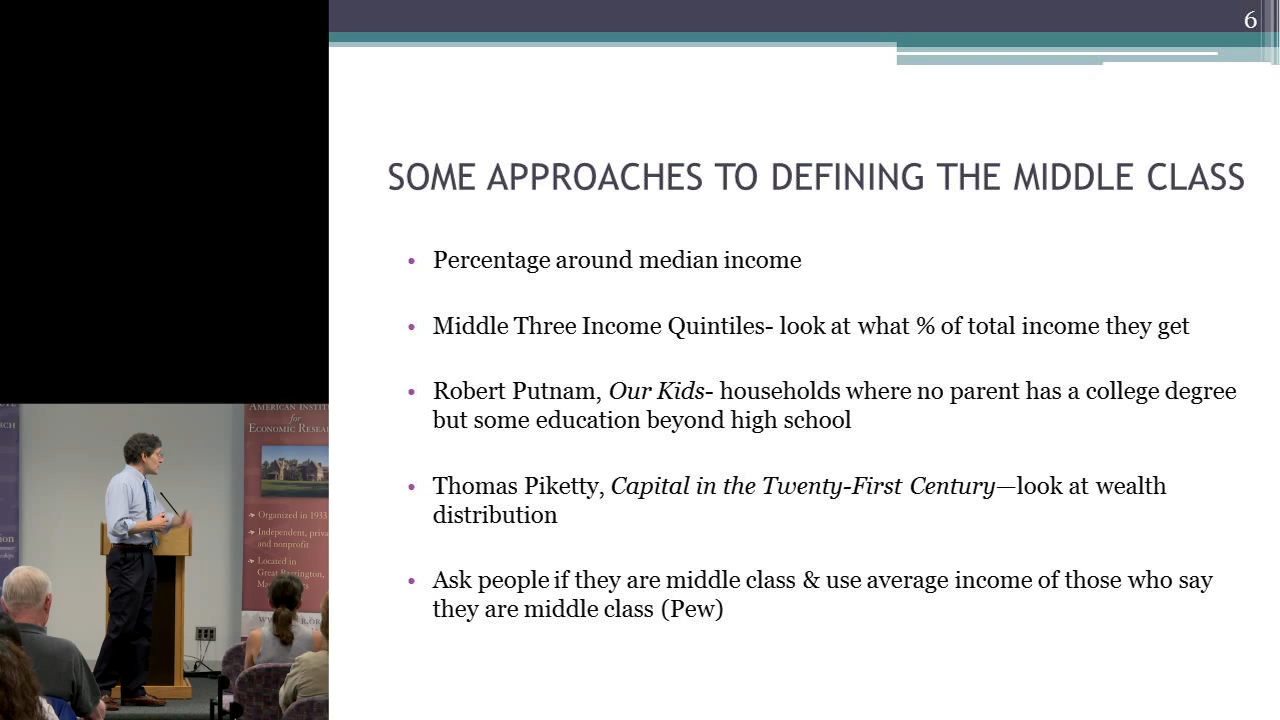 6
SOME APPROACHES TO DEFINING THE MIDDLE CLASS
• Percentage around median income
• Middle Three Income Quintiles- look at what % of total income they get
• Robert Putnam, Our Kids- households where no parent has a college degree
but some education beyond high school
• Thomas Piketty, Capital in the Twenty-First Century—look at wealth
distribution
• Ask people if they are middle class & use average income of those who say
they are middle class (Pew)
AMERICAN INSTIT
for
ECONOMIC RESEA
Organized in 1933
Independent, priva
and nonprofit
Located in
Great Barrington,